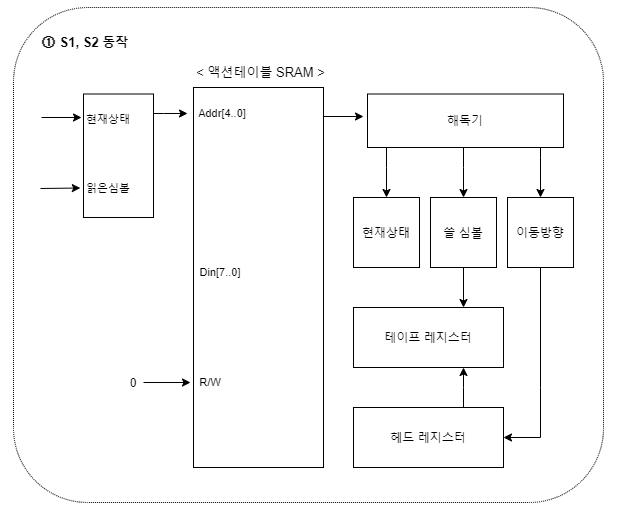 ① S1, S2 동작
< 액션테이블 SRAM >
현재상태
읽은심볼
Addr[4..0]
Din[7..0]
0
R/W
해독기
현재상태
쓸 심볼
이동방향
테이프 레지스터
헤드 레지스터